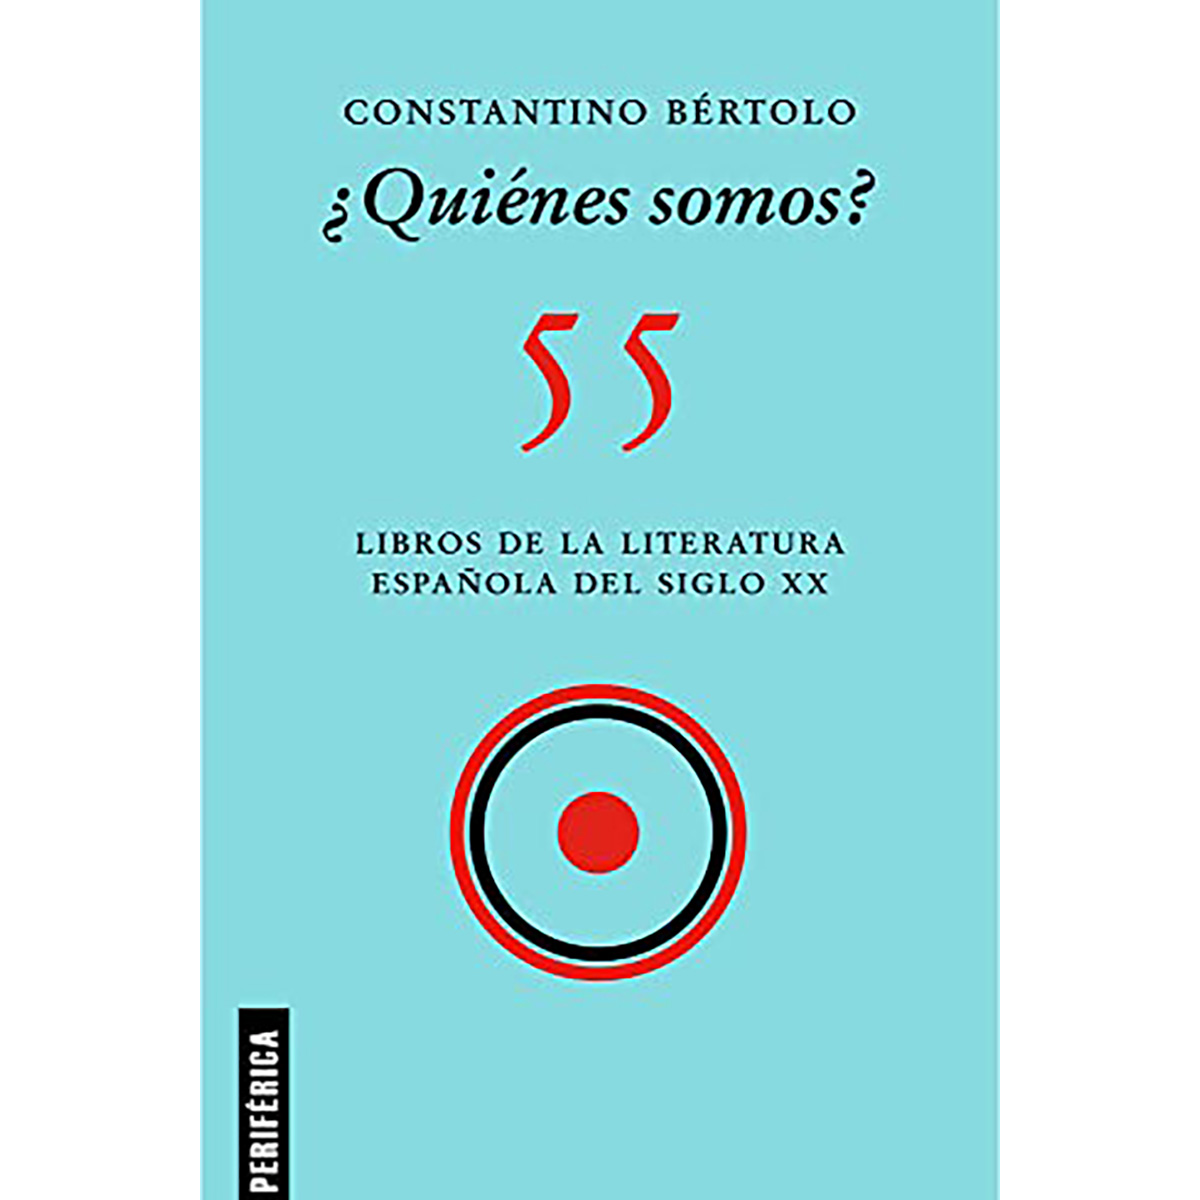 CONSTANTINO BÉRTOLO
¿Quiénes somos?
55
LIBROS DE LA LITERATURA
ESPAÑOLA DEL SIGLO XX
PERIFÉRICA